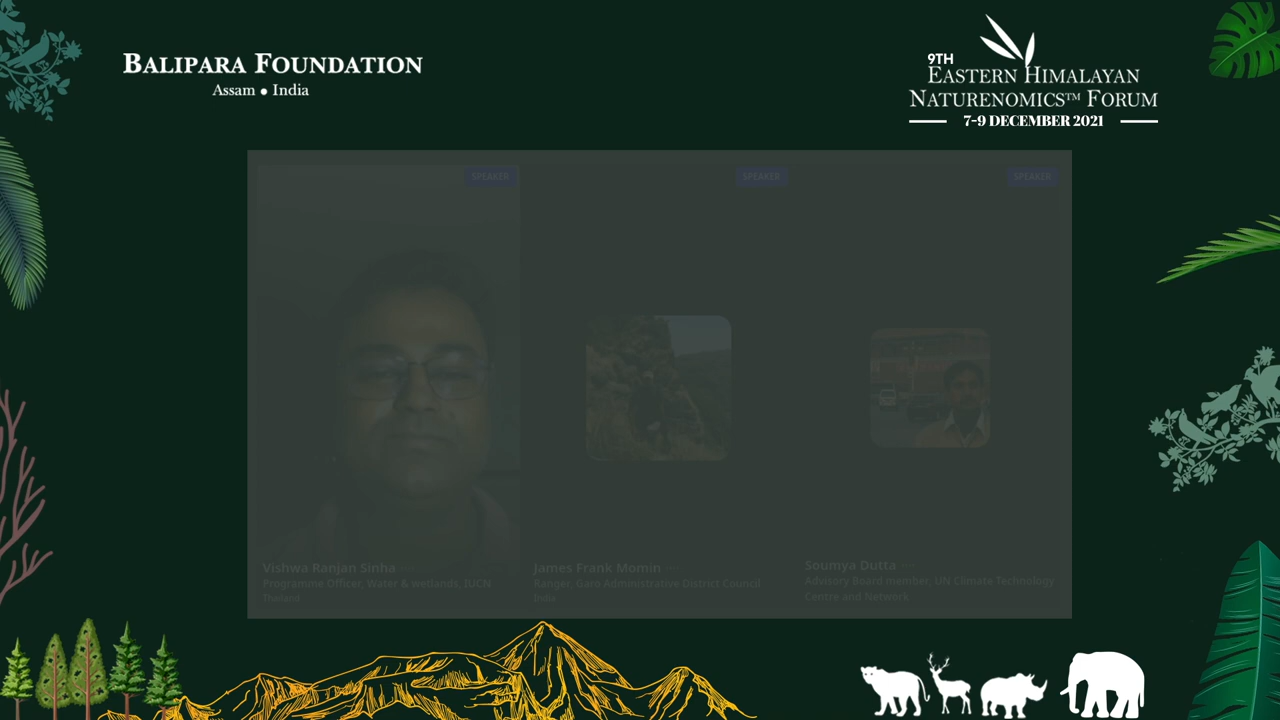 BALIPARA FOUNDATION
Assam ● India
9TH
EASTERN HIMALAYAN
NATURENOMICS™ FORUM
7-9 DECEMBER 2021
SPEAKER
SPEAKER
SPEAKER
Vishwa Ranjan Sinha
Programme Officer, Water & wetlands, IUCN
Thailand
James Frank Momin
Ranger, Garo Administrative District Council
India
Soumya Dutta
Advisory Board member, UN Climate Technology
Centre and Network